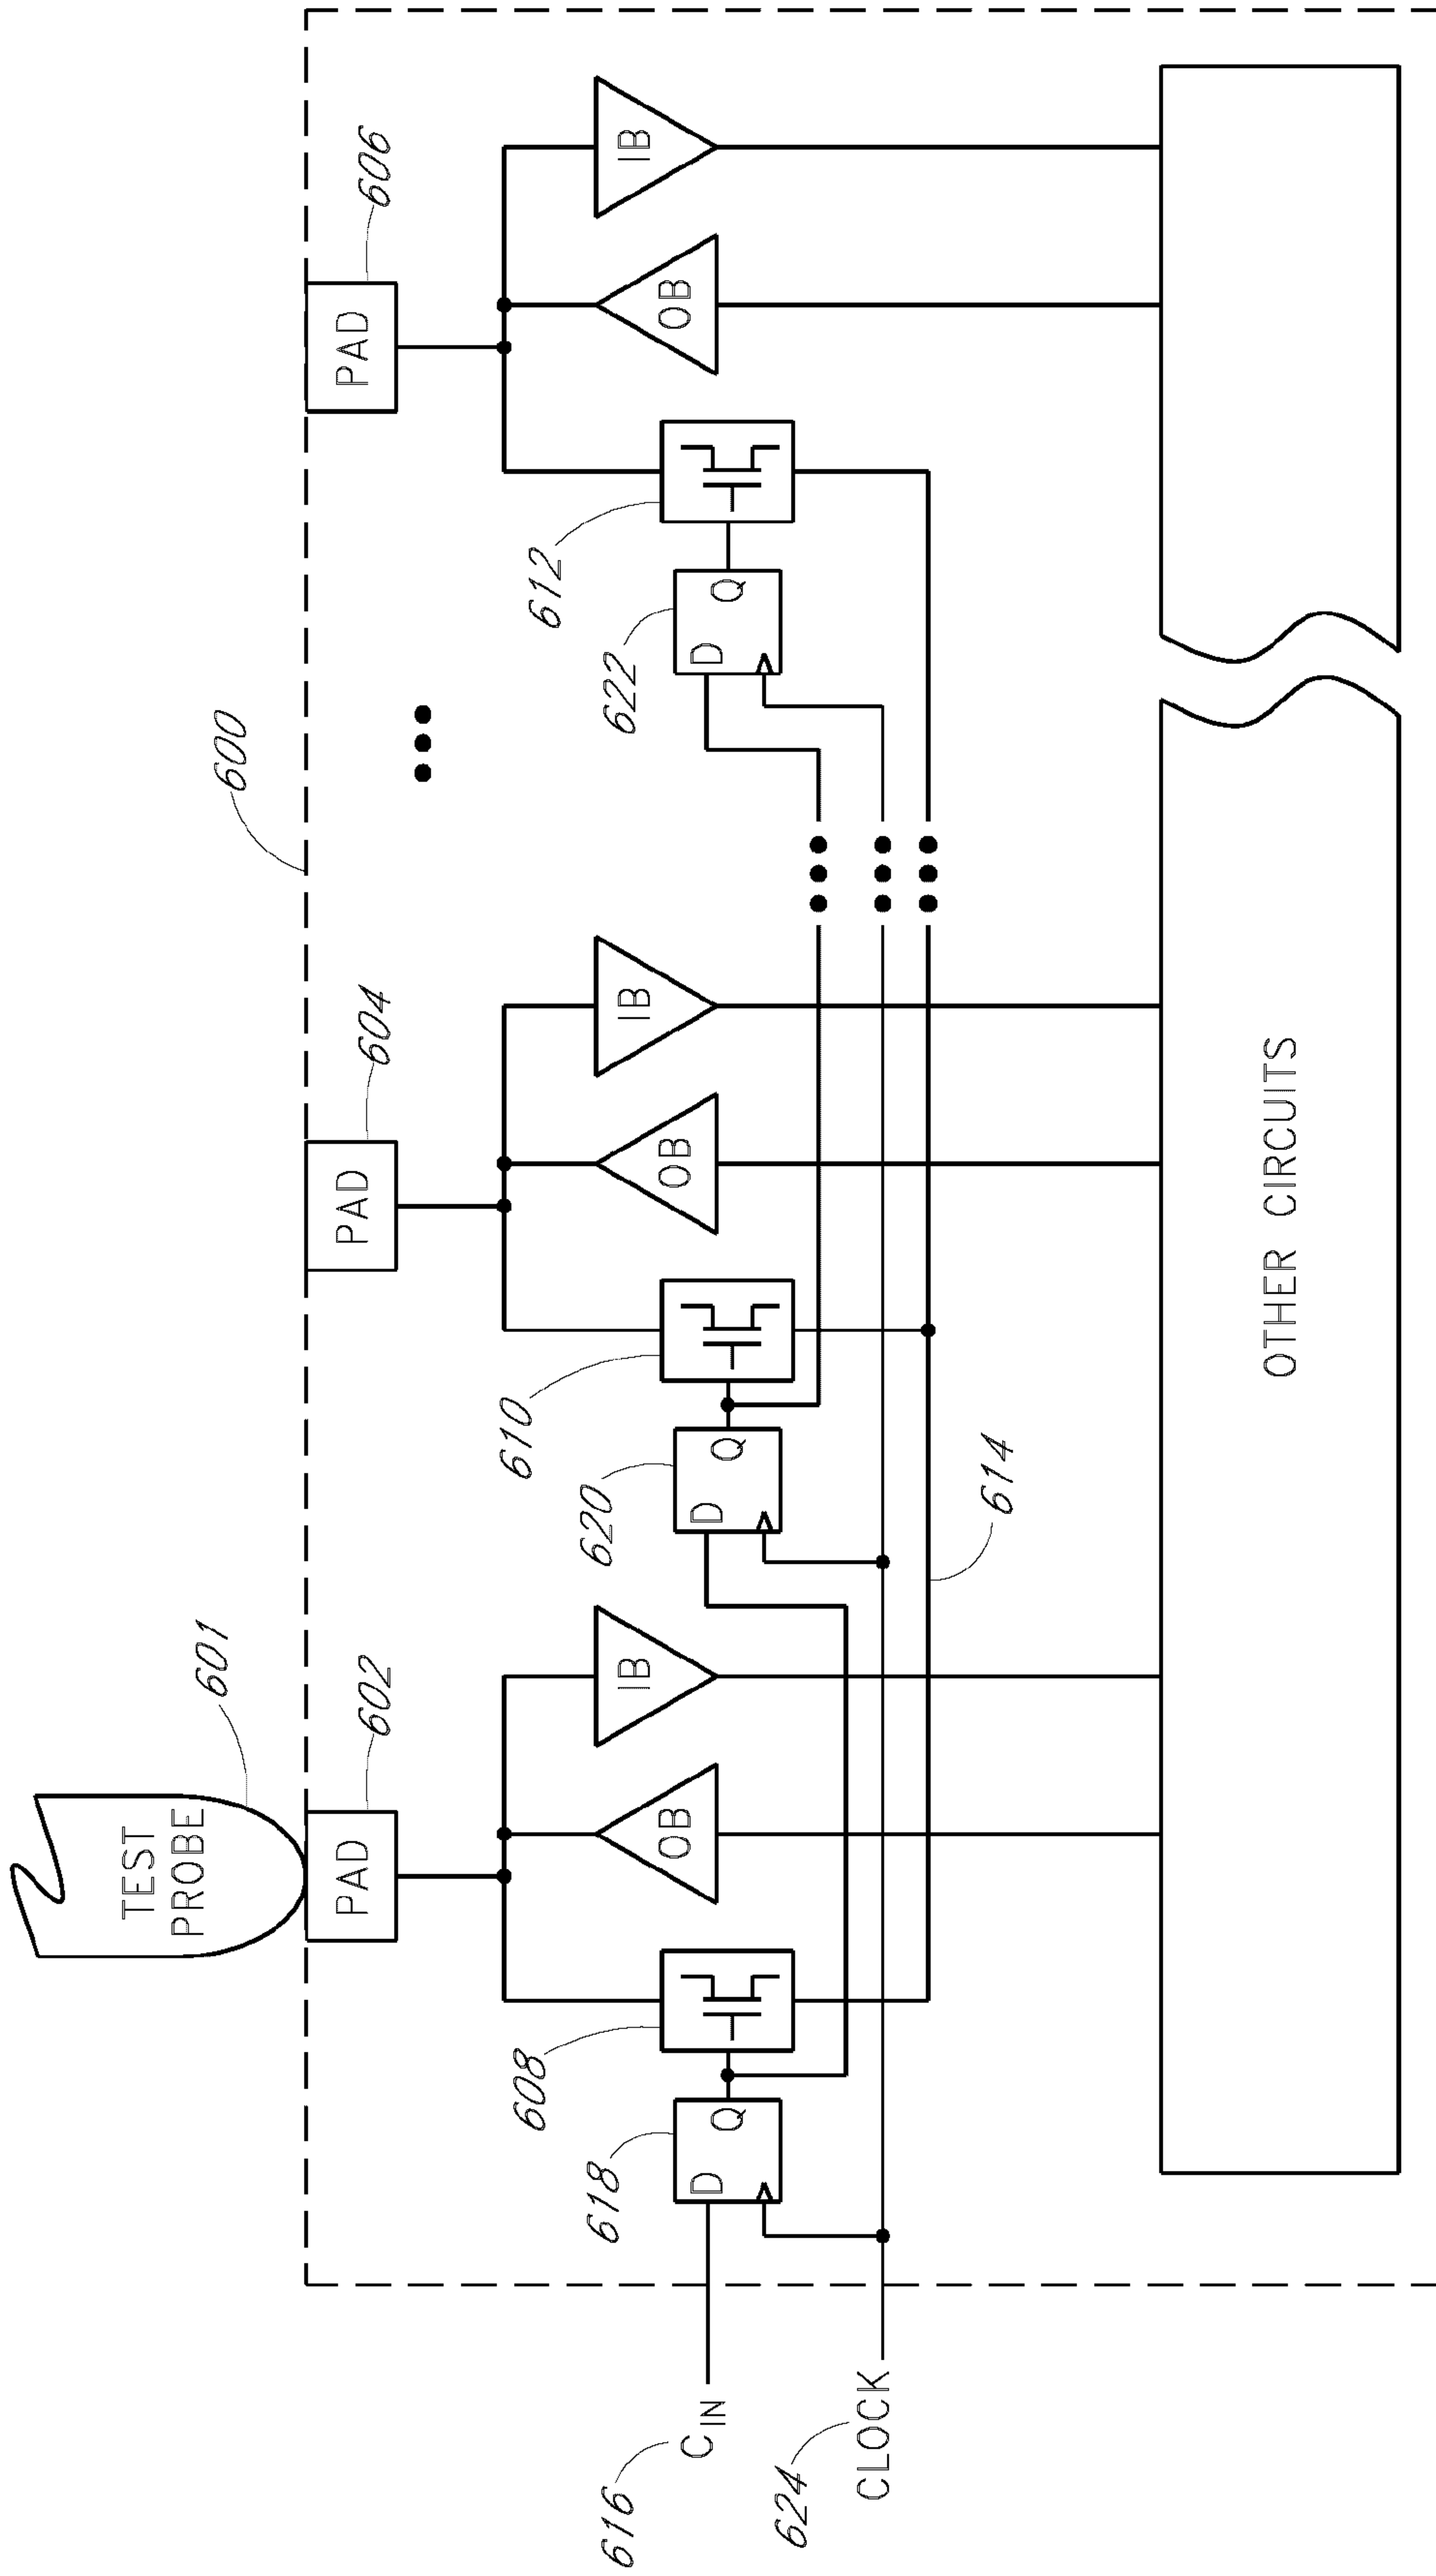 600
TEST
PROBE
601
602
PAD
604
PAD
606
PAD
608
OB
IB
610
OB
IB
612
OB
IB
618
D
Q
620
D
Q
622
D
Q
616
C IN
624
CLOCK
614
OTHER CIRCUITS